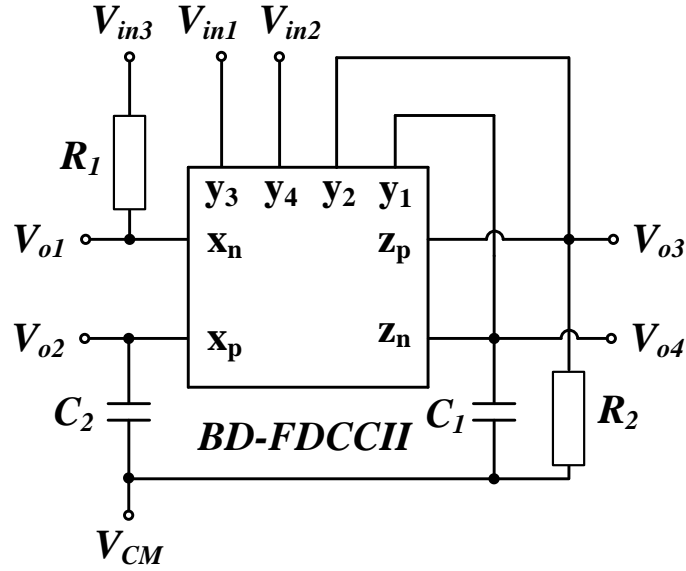 V_in3 V_in1 V_in2
R_1
y_3 y_4 y_2 y_1
V_o1 x_n z_p V_o3
V_o2 x_p z_n V_o4
C_2 BD-FDCCII C_1 R_2
V_CM